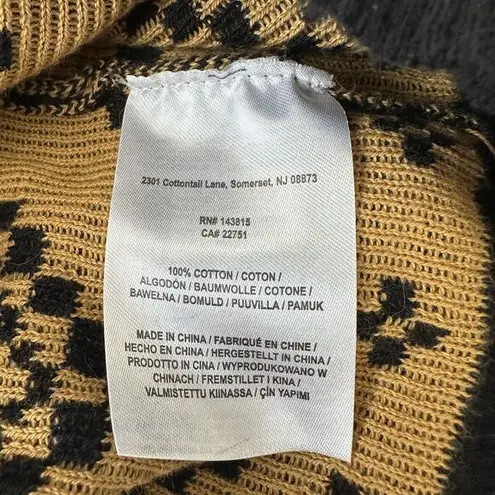 2301 Cottontail Lane, Somerset, NJ 08873
RN# 143815
CA# 22751
100% COTTON / COTON /
ALGODÓN / BAUMWOLLE / COTONE /
BAWEŁNA / BOMULD / PUUVILLA / PAMUK
MADE IN CHINA / FABRIQUÉ EN CHINE /
HECHO EN CHINA / HERGESTELLT IN CHINA /
PRODOTTO IN CINA / WYPRODUKOWANO W
CHINACH / FREMSTILLET I KINA /
VALMISTETTU KIINASSA / ÇİN YAPIMI